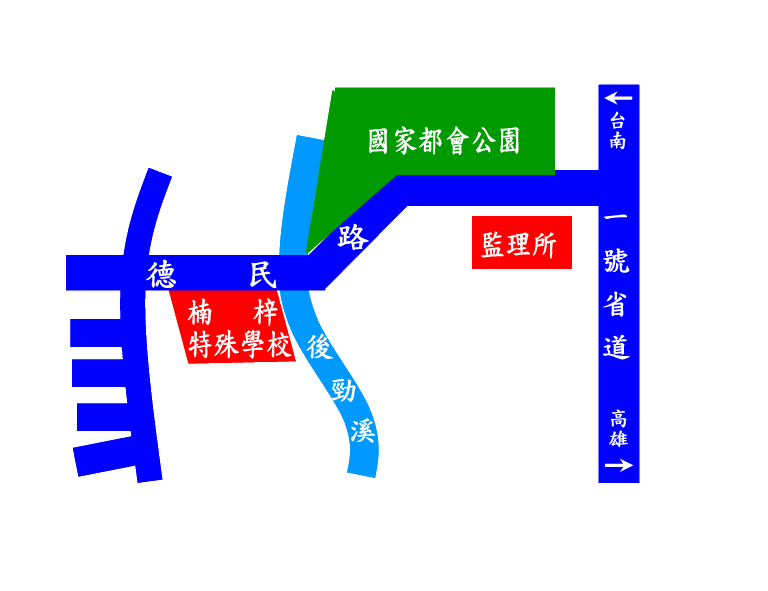 國家都會公園
←
台南
一號省道
高雄
→
監理所
德民路
楠梓
特殊學校
後勁溪